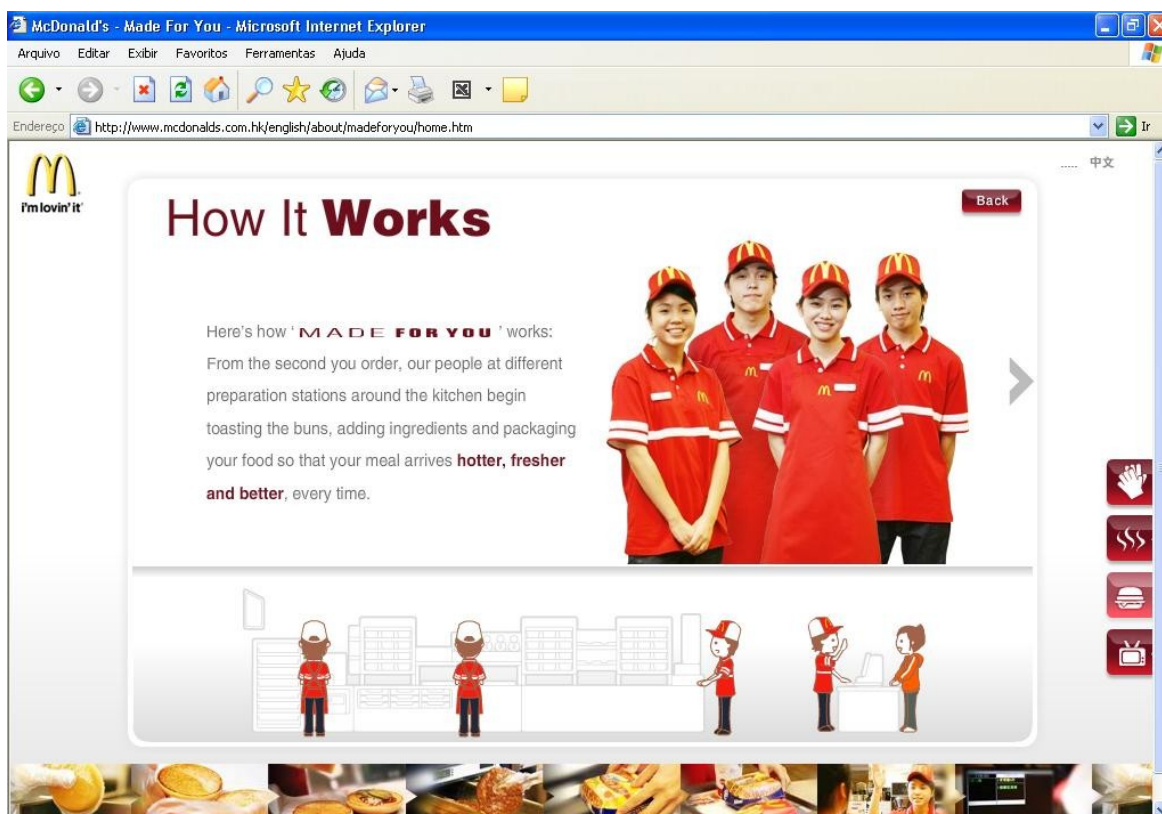 McDonald's - Made For You - Microsoft Internet Explorer
Arquivo Editar Exibir Favoritos Ferramentas Ajuda
Endereço http://www.mcdonalds.com.hk/english/about/madeforyou/home.htm Ir
..... 中文
i'm lovin' it
Back
How It Works
Here's how ' MADE FOR YOU ' works:
From the second you order, our people at different
preparation stations around the kitchen begin
toasting the buns, adding ingredients and packaging
your food so that your meal arrives hotter, fresher
and better, every time.